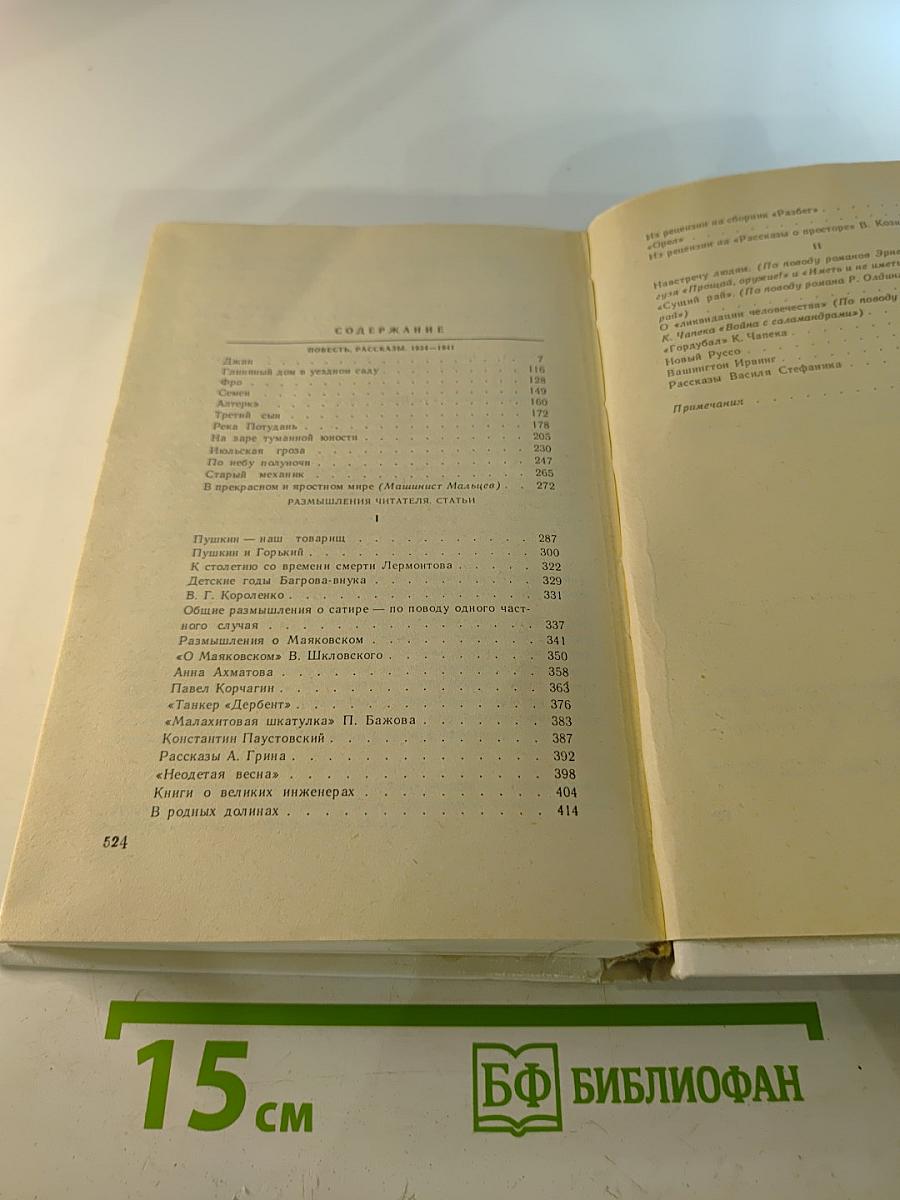 СОДЕРЖАНИЕ
ПОВЕСТЬ, РАССКАЗЫ. 1934—1941
Джан . . . . . . . . . . . . . . 7
Глиняный дом в уездном саду . . . . . . . . 116
Фро . . . . . . . . . . . . . . 128
Семен . . . . . . . . . . . . . . 149
Алтеркэ . . . . . . . . . . . . . . 160
Третий сын . . . . . . . . . . . . . 172
Река Потудань . . . . . . . . . . . . 178
На заре туманной юности . . . . . . . . . 205
Июльская гроза . . . . . . . . . . . . 230
По небу полуночи . . . . . . . . . . . 247
Старый механик . . . . . . . . . . . . 265
В прекрасном и яростном мире (Машинист Мальцев) . . 272
РАЗМЫШЛЕНИЯ ЧИТАТЕЛЯ. СТАТЬИ
I
Пушкин — наш товарищ . . . . . . . . . . 287
Пушкин и Горький . . . . . . . . . . . . 300
К столетию со времени смерти Лермонтова . . . . . 322
Детские годы Багрова-внука . . . . . . . . . 329
В. Г. Короленко . . . . . . . . . . . . . 331
Общие размышления о сатире — по поводу одного част-
ного случая . . . . . . . . . . . . . . 337
Размышления о Маяковском . . . . . . . . . 341
«О Маяковском» В. Шкловского . . . . . . . . . 350
Анна Ахматова . . . . . . . . . . . . . 358
Павел Корчагин . . . . . . . . . . . . . 363
«Танкер «Дербент» . . . . . . . . . . . . 376
«Малахитовая шкатулка» П. Бажова . . . . . . . 383
Константин Паустовский . . . . . . . . . . 387
Рассказы А. Грина . . . . . . . . . . . . 392
«Неодетая весна» . . . . . . . . . . . . 398
Книги о великих инженерах . . . . . . . . . 404
В родных долинах . . . . . . . . . . . . . 414
524
Из рецензии на сборник «Разбег» . . .
«Орел» . . . . . . . .
Из рецензии на «Рассказы о просторе» В. Кози
II
Навстречу людям. (По поводу романов Эрне
гуэя «Прощай, оружие!» и «Иметь и не иметь
«Сущий рай». (По поводу романа Р. Олдинг
рай») . . . . . . . .
О «ликвидации человечества» (По поводу
К. Чапека «Война с саламандрами») . . .
«Гордубал» К. Чапека . . . . .
Новый Руссо . . . . . . .
Вашингтон Ирвинг . . . . . .
Рассказы Василя Стефаника . . . .
Примечания . . . . . . .
15 см
БФ БИБЛИОФАН